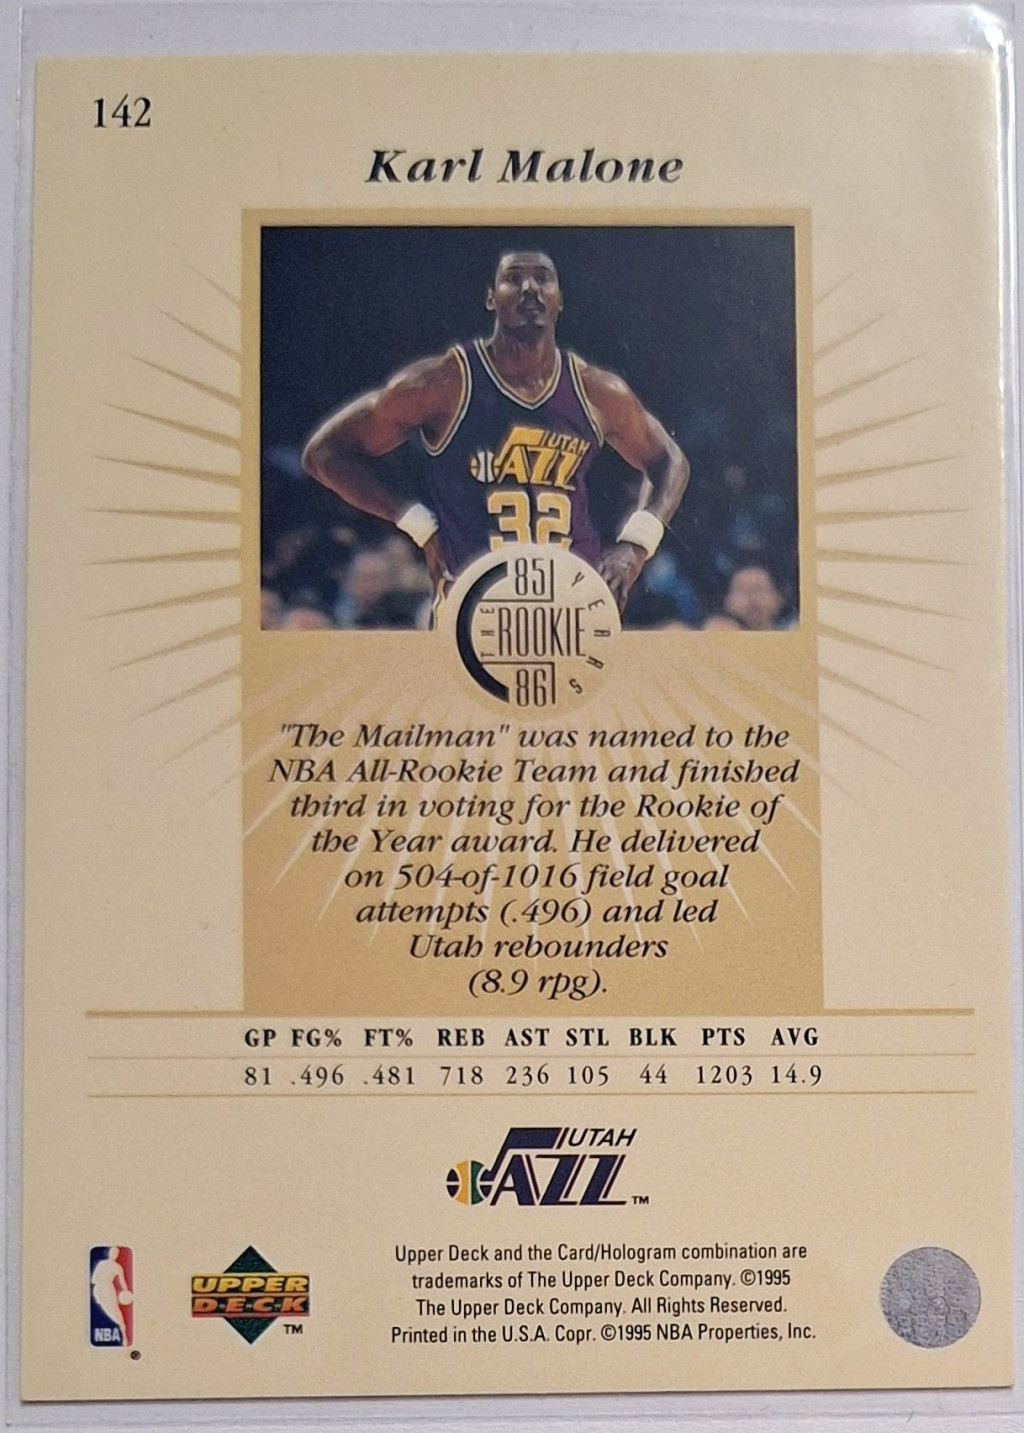 142
Karl Malone
UTAH
JAZZ
32
85
THE ROOKIE YEARS
86
"The Mailman" was named to the
NBA All-Rookie Team and finished
third in voting for the Rookie of
the Year award. He delivered
on 504-of-1016 field goal
attempts (.496) and led
Utah rebounders
(8.9 rpg).
GP FG% FT% REB AST STL BLK PTS AVG
81 .496 .481 718 236 105 44 1203 14.9
UTAH
JAZZ™
Upper Deck and the Card/Hologram combination are
trademarks of The Upper Deck Company. ©1995
The Upper Deck Company. All Rights Reserved.
Printed in the U.S.A. Copr. ©1995 NBA Properties, Inc.
NBA ®
UPPER
D·E·C·K ™